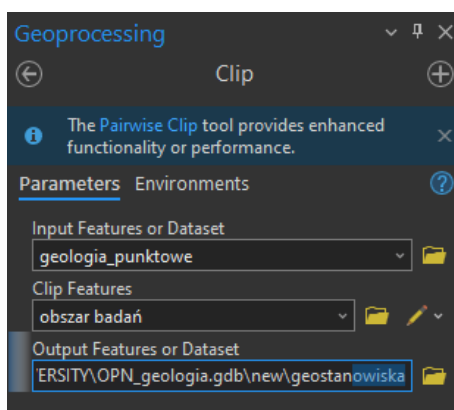 Geoprocessing
Clip
The Pairwise Clip tool provides enhanced
functionality or performance.
Parameters Environments
Input Features or Dataset
geologia_punktowe
Clip Features
obszar badań
Output Features or Dataset
ERSITY\OPN_geologia.gdb\new\geostanowiska